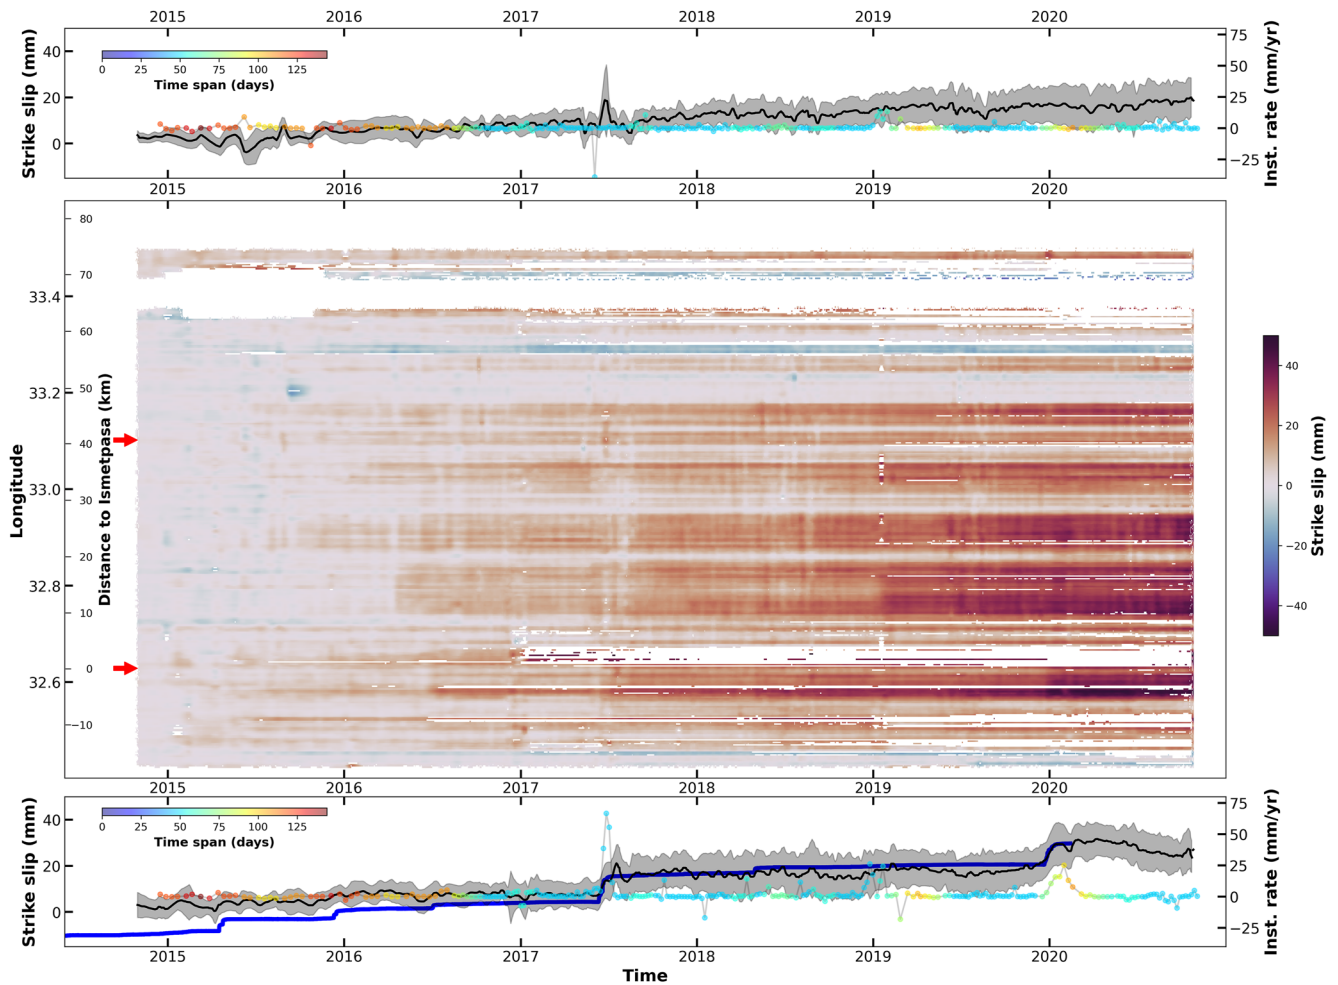 2015 2016 2017 2018 2019 2020
Strike slip (mm)
40
20
0
0 25 50 75 100 125
Time span (days)
75
50
25
0
−25
Inst. rate (mm/yr)
2015 2016 2017 2018 2019 2020
Longitude
33.4
33.2
33.0
32.8
32.6
Distance to Ismetpasa (km)
80
70
60
50
40
30
20
10
0
−10
40
20
0
−20
−40
Strike slip (mm)
2015 2016 2017 2018 2019 2020
Strike slip (mm)
40
20
0
0 25 50 75 100 125
Time span (days)
75
50
25
0
−25
Inst. rate (mm/yr)
2015 2016 2017 2018 2019 2020
Time